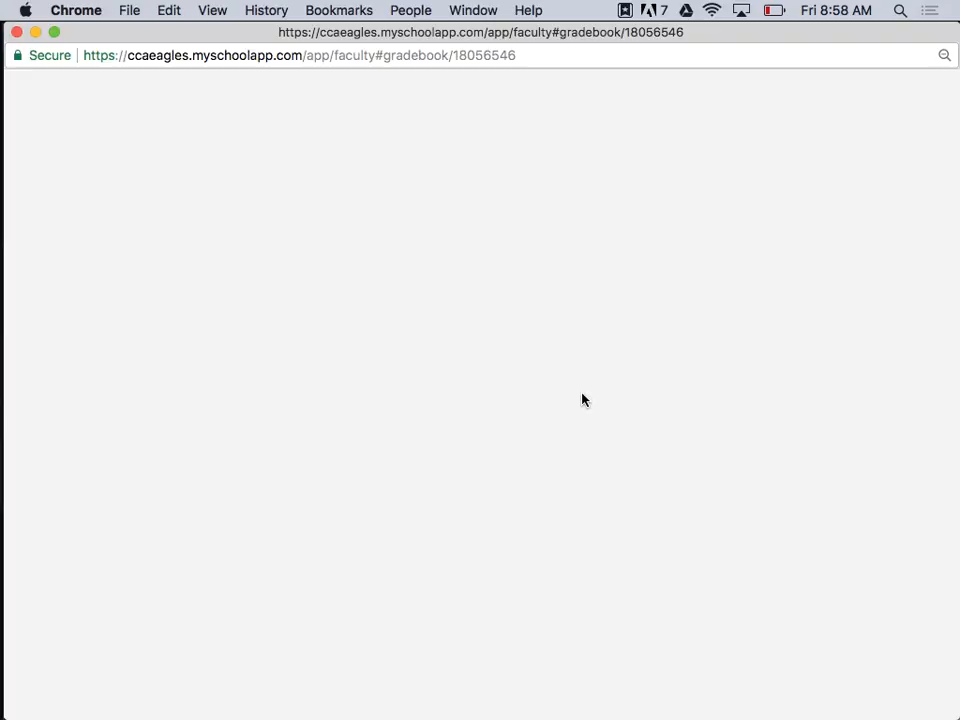 Chrome File Edit View History Bookmarks People Window Help 7 Fri 8:58 AM
https://ccaeagles.myschoolapp.com/app/faculty#gradebook/18056546
Secure https://ccaeagles.myschoolapp.com/app/faculty#gradebook/18056546